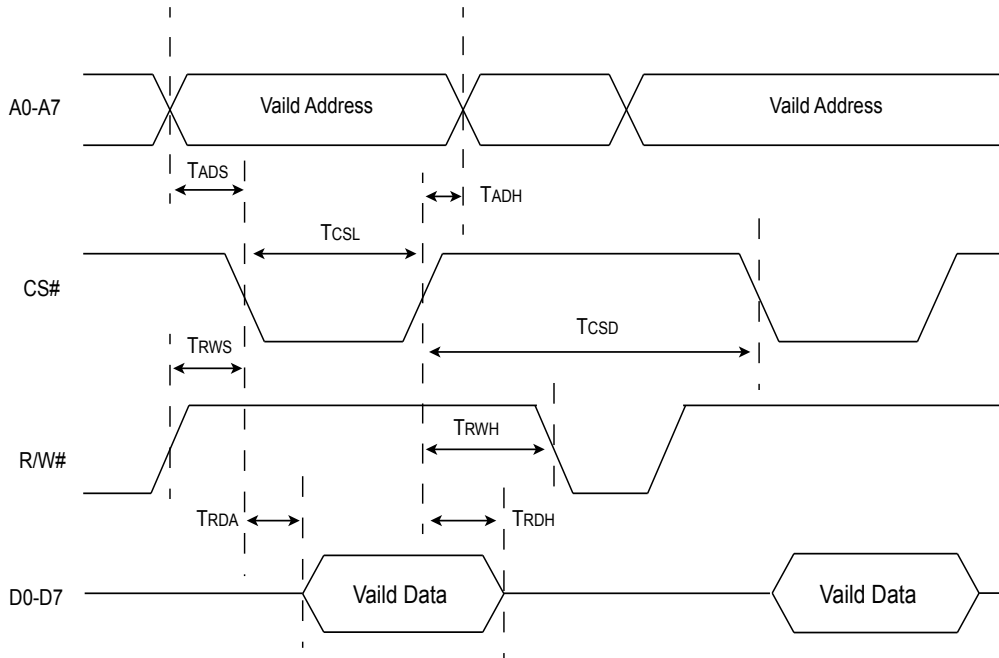 A0-A7
Vaild Address
Vaild Address
TADS
TADH
TCSL
CS#
TCSD
TRWS
TRWH
R/W#
TRDA
TRDH
D0-D7
Vaild Data
Vaild Data